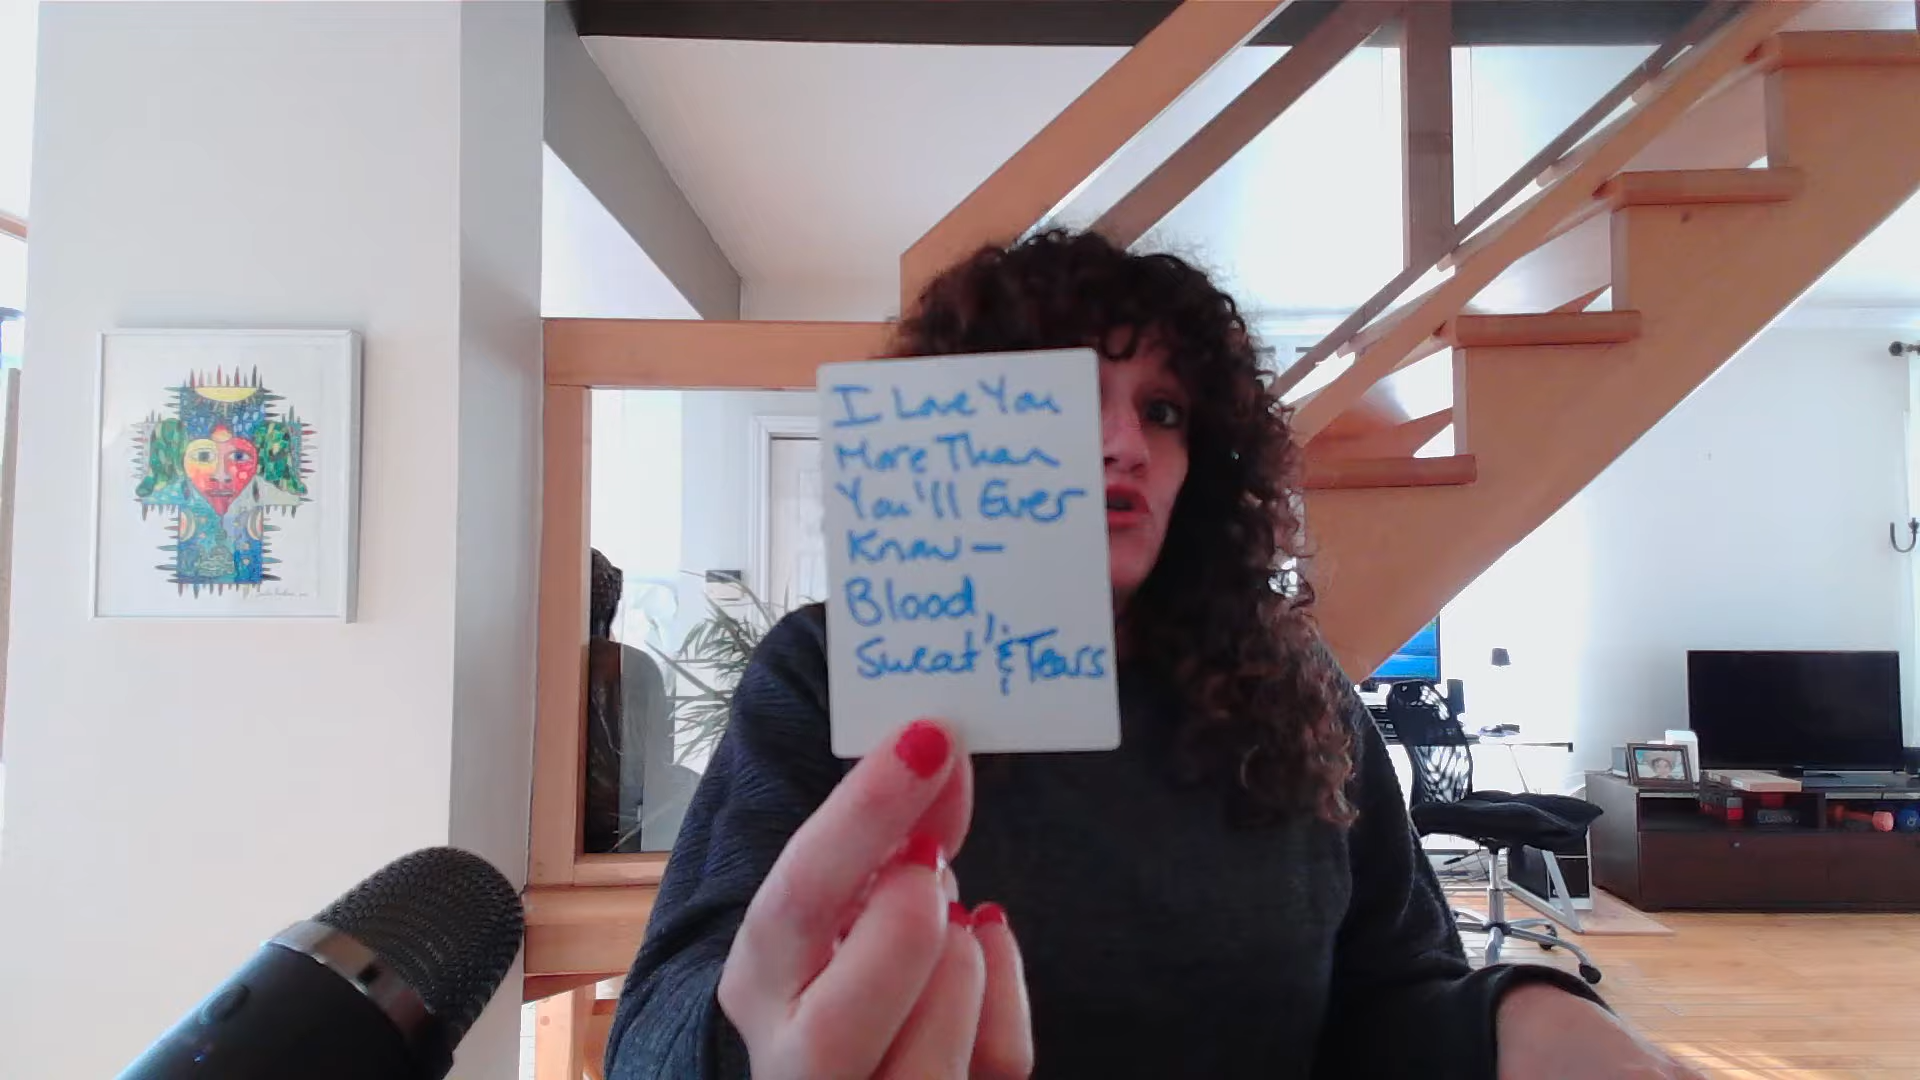 I Love You
More Than
You'll Ever
Know—
Blood,
Sweat, & Tears